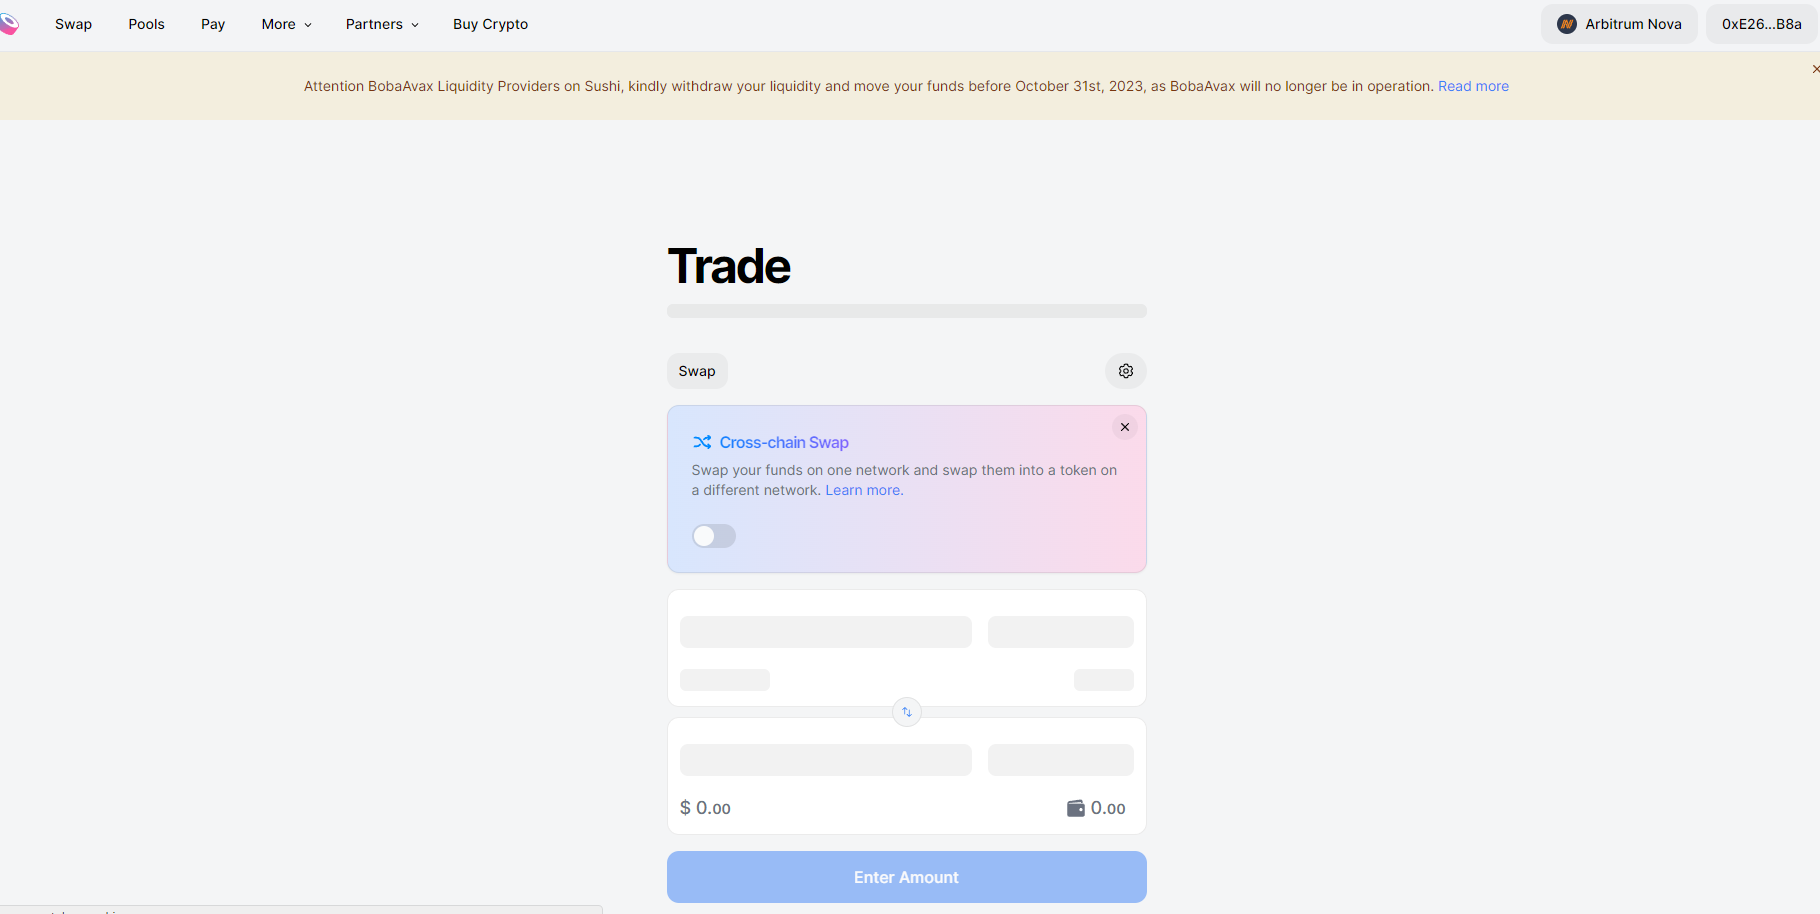 Swap Pools Pay More Partners Buy Crypto Arbitrum Nova 0xE26...B8a
Attention BobaAvax Liquidity Providers on Sushi, kindly withdraw your liquidity and move your funds before October 31st, 2023, as BobaAvax will no longer be in operation. Read more
Trade
Swap
Cross-chain Swap
Swap your funds on one network and swap them into a token on
a different network. Learn more.
$ 0.00 0.00
Enter Amount